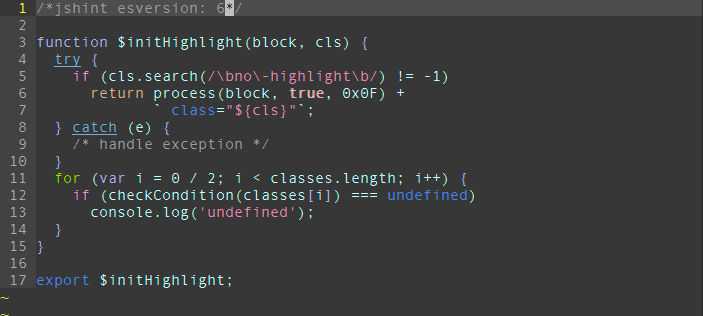 1 /*jshint esversion: 6*/
2
3 function $initHighlight(block, cls) {
4   try {
5     if (cls.search(/\bno\-highlight\b/) != -1)
6       return process(block, true, 0x0F) +
7              ` class="${cls}"`;
8   } catch (e) {
9     /* handle exception */
10   }
11   for (var i = 0 / 2; i < classes.length; i++) {
12     if (checkCondition(classes[i]) === undefined)
13       console.log('undefined');
14   }
15 }
16
17 export $initHighlight;
~
~